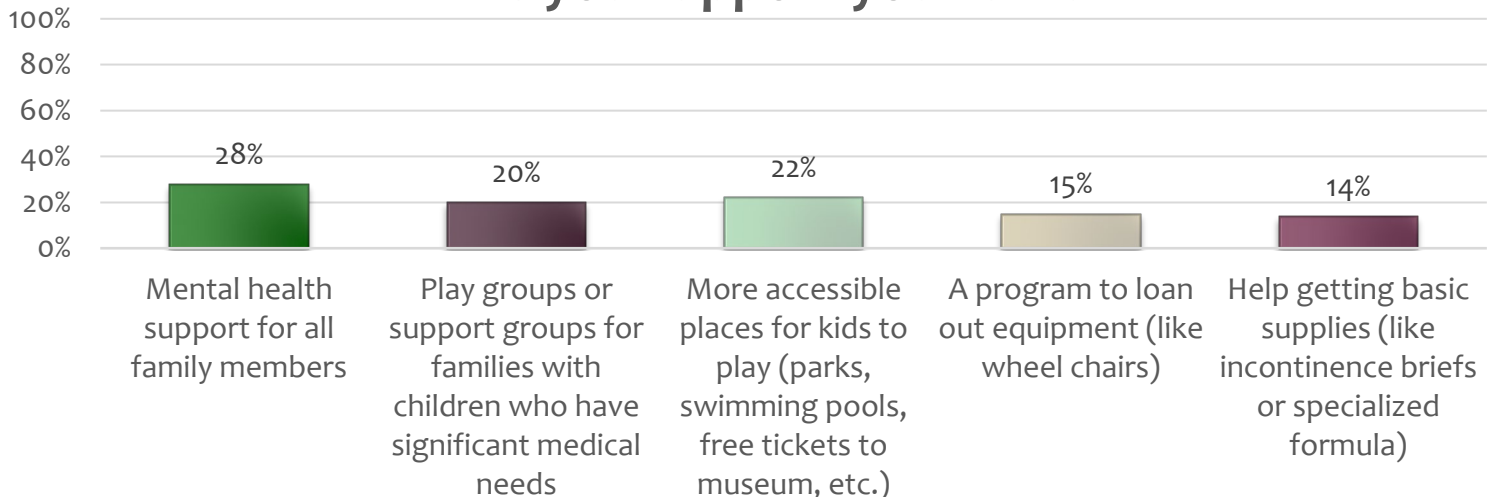 100%
80%
60%
40%
20%
0%
28%
20%
22%
15%
14%
Mental health
support for all
family members
Play groups or
support groups for
families with
children who have
significant medical
needs
More accessible
places for kids to
play (parks,
swimming pools,
free tickets to
museum, etc.)
A program to loan
out equipment (like
wheel chairs)
Help getting basic
supplies (like
incontinence briefs
or specialized
formula)